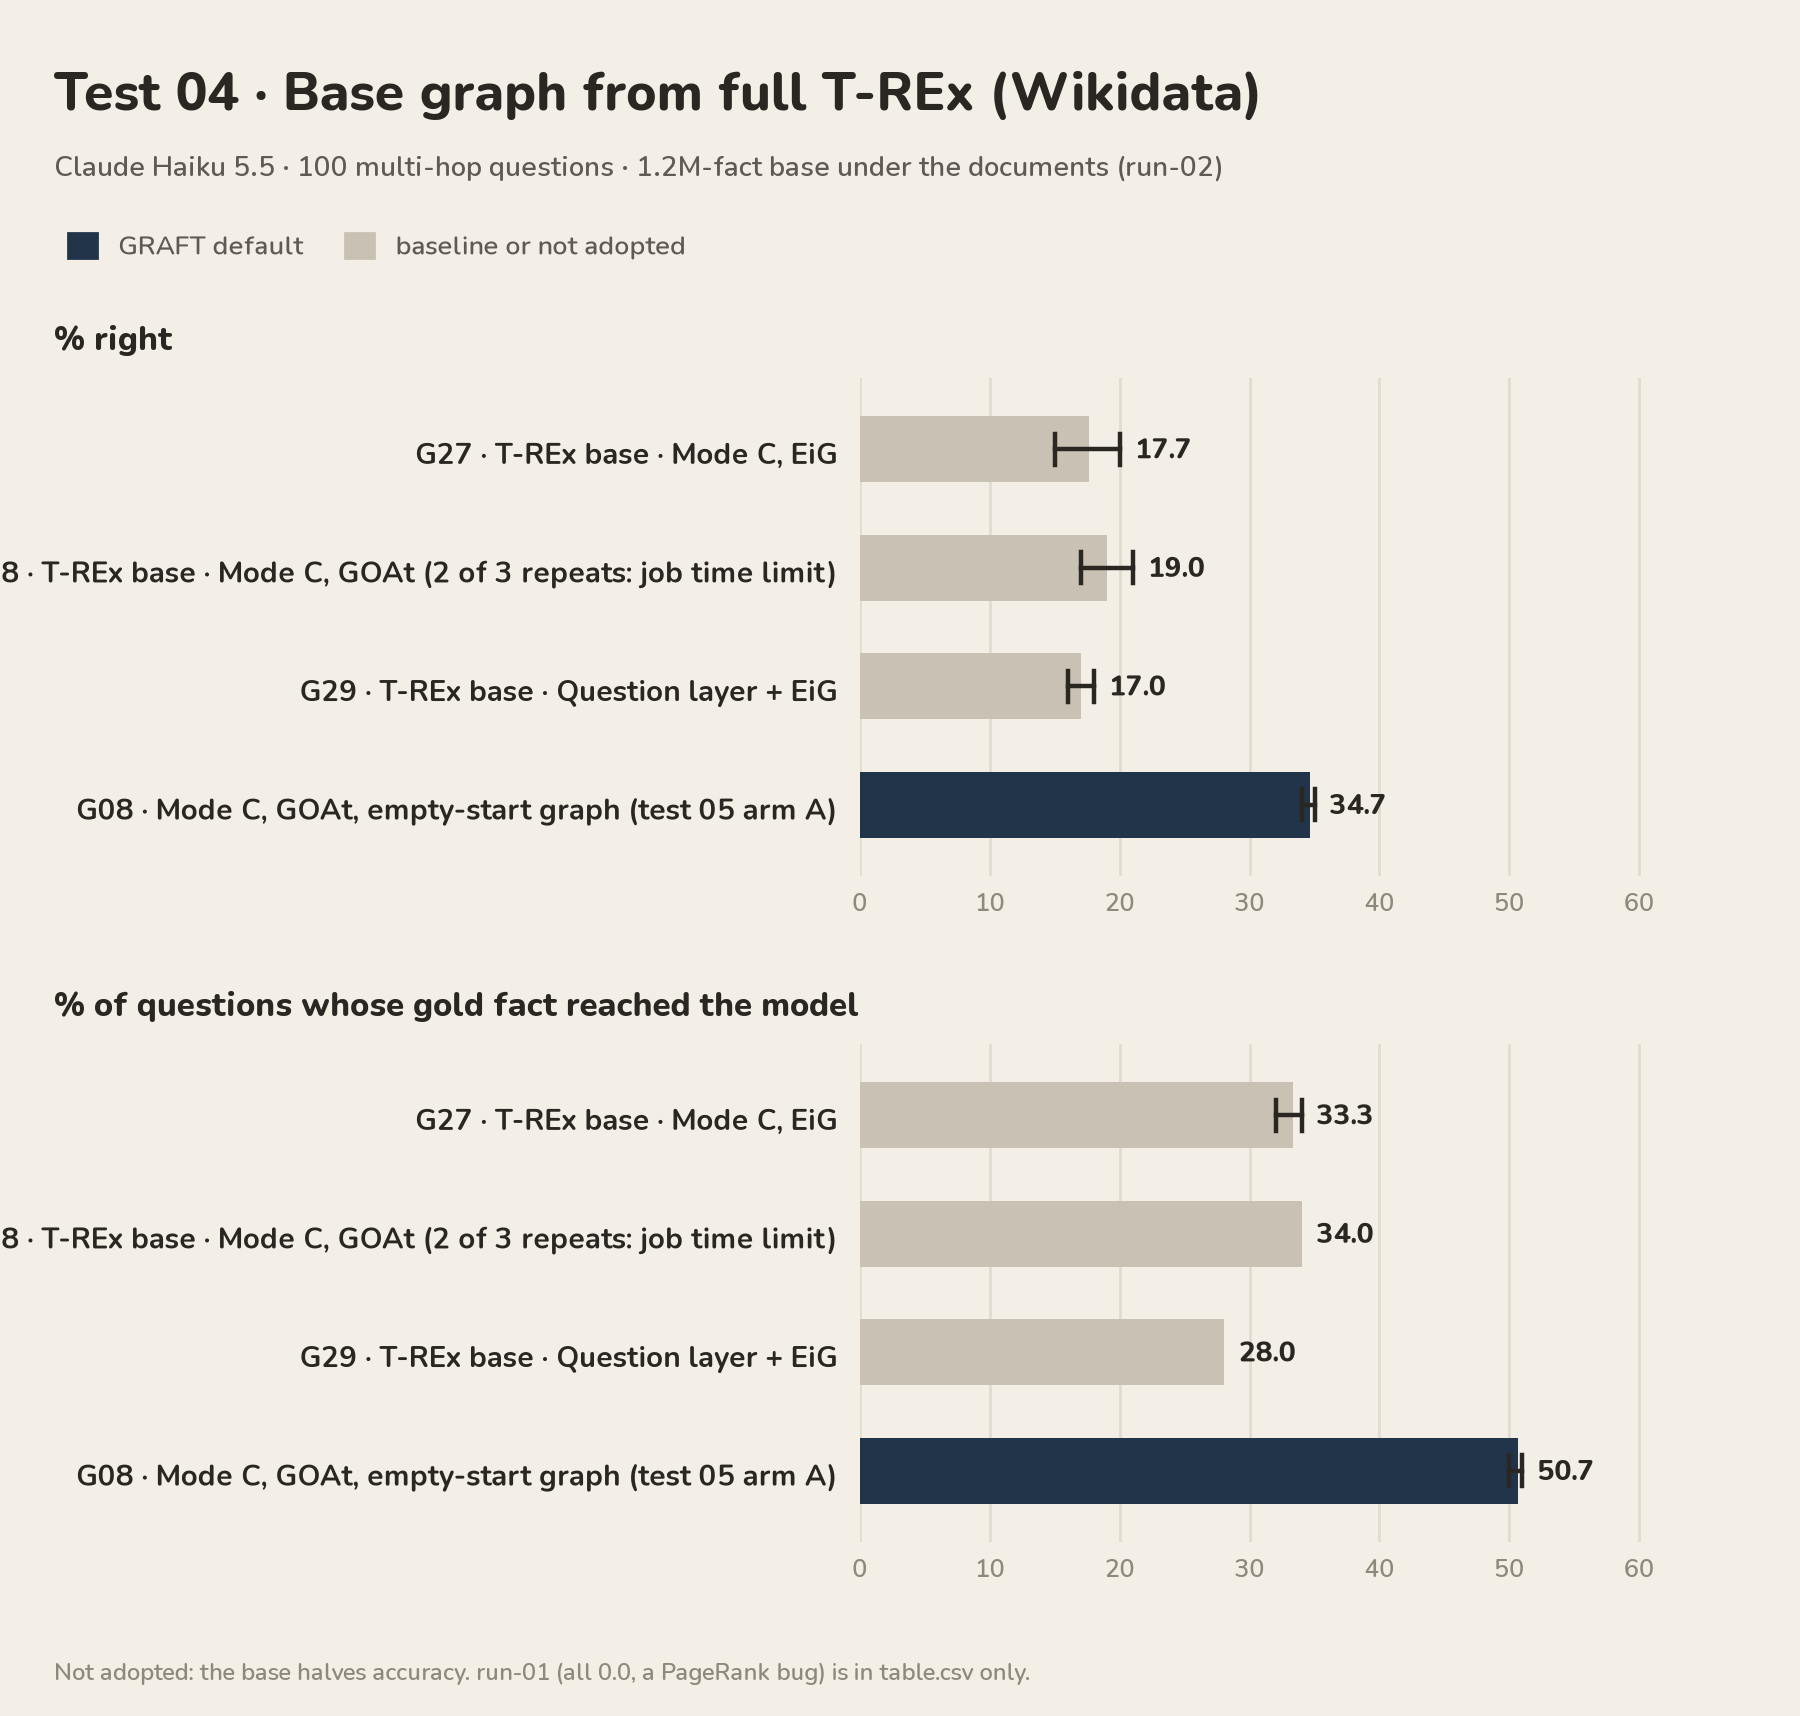 Test 04 · Base graph from full T-REx (Wikidata)
Claude Haiku 5.5 · 100 multi-hop questions · 1.2M-fact base under the documents (run-02)
GRAFT default
baseline or not adopted
% right
G27 · T-REx base · Mode C, EiG
17.7
8 · T-REx base · Mode C, GOAt (2 of 3 repeats: job time limit)
19.0
G29 · T-REx base · Question layer + EiG
17.0
G08 · Mode C, GOAt, empty-start graph (test 05 arm A)
34.7
0 10 20 30 40 50 60
% of questions whose gold fact reached the model
G27 · T-REx base · Mode C, EiG
33.3
8 · T-REx base · Mode C, GOAt (2 of 3 repeats: job time limit)
34.0
G29 · T-REx base · Question layer + EiG
28.0
G08 · Mode C, GOAt, empty-start graph (test 05 arm A)
50.7
0 10 20 30 40 50 60
Not adopted: the base halves accuracy. run-01 (all 0.0, a PageRank bug) is in table.csv only.